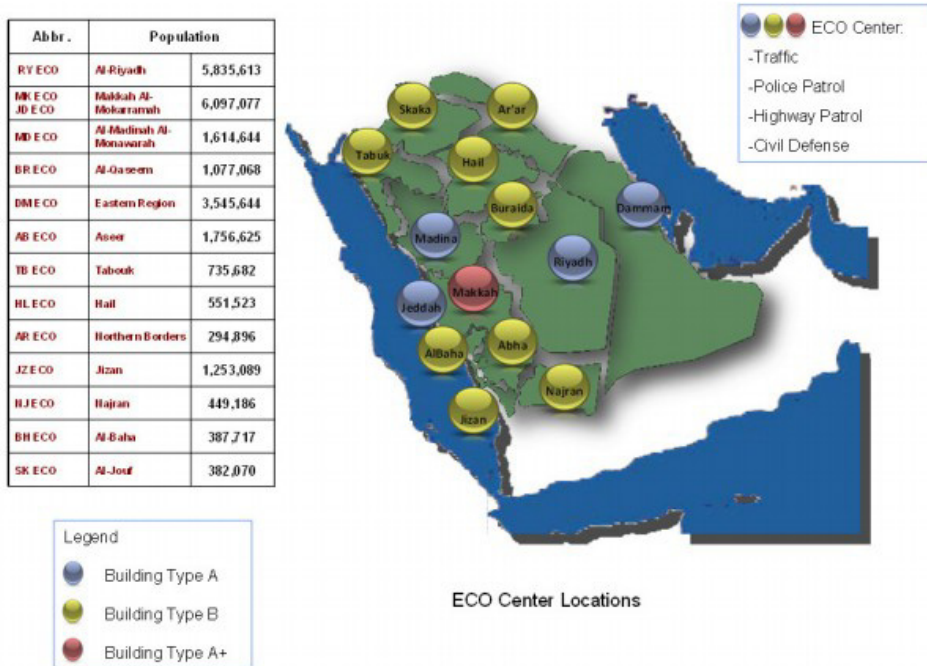 Abbr. Population
RY ECO Al-Riyadh 5,835,613
MK ECO JD ECO Makkah Al-Mokarramah 6,097,077
MD ECO Al-Madinah Al-Monawarah 1,614,644
BR ECO Al-Qaseem 1,077,068
DM ECO Eastern Region 3,545,644
AB ECO Aseer 1,756,625
TB ECO Tabouk 735,682
HL ECO Hail 551,523
AR ECO Northern Borders 294,896
JZ ECO Jizan 1,253,089
NJ ECO Najran 449,186
BH ECO Al-Baha 387,717
SK ECO Al-Jouf 382,070
ECO Center:
-Traffic
-Police Patrol
-Highway Patrol
-Civil Defense
Skaka
Ar'ar
Tabuk
Hail
Buraida
Dammam
Madina
Riyadh
Makkah
Jeddah
AlBaha
Abha
Najran
Jizan
Legend
Building Type A
Building Type B
Building Type A+
ECO Center Locations